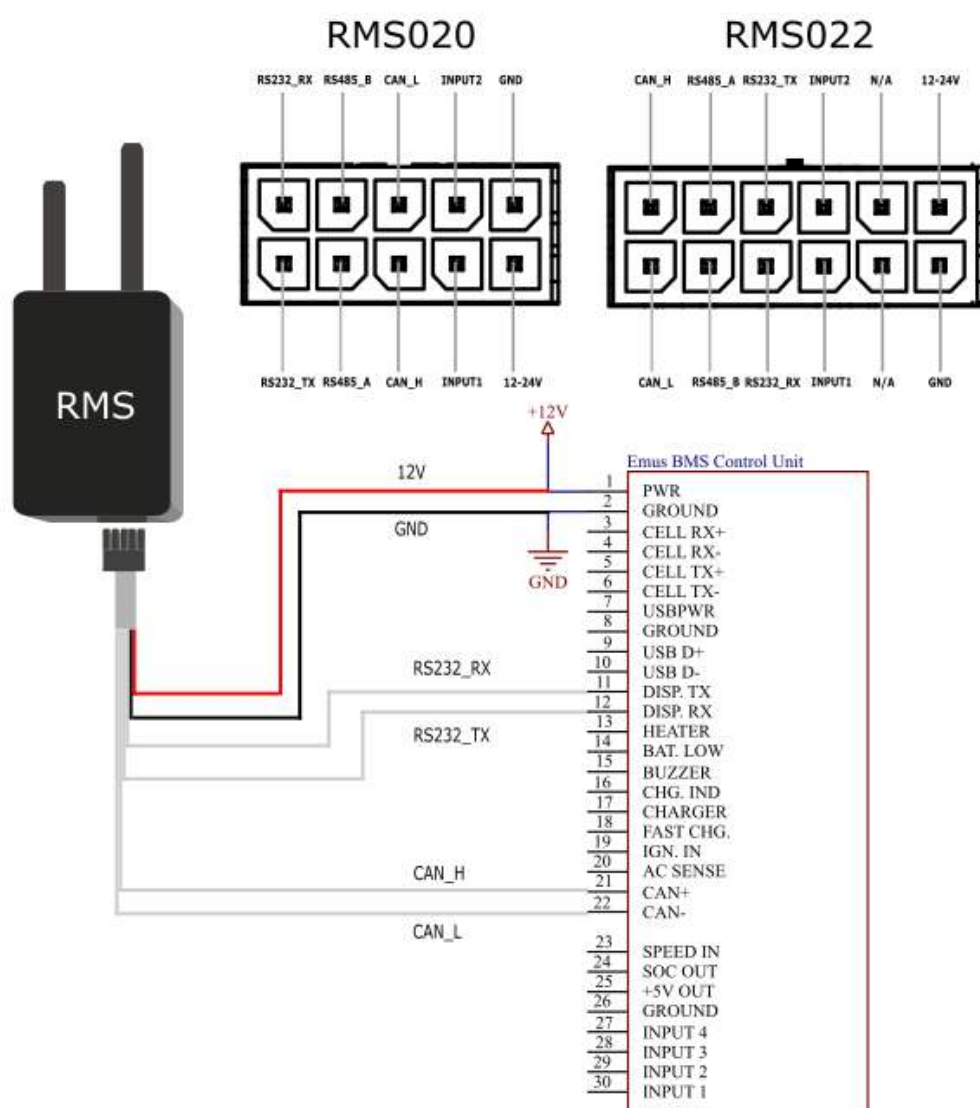 RMS020
RS232_RX RS485_B CAN_L INPUT2 GND
RS232_TX RS485_A CAN_H INPUT1 12-24V
RMS022
CAN_H RS485_A RS232_TX INPUT2 N/A 12-24V
CAN_L RS485_B RS232_RX INPUT1 N/A GND
RMS
+12V
12V
GND
GND
RS232_RX
RS232_TX
CAN_H
CAN_L
Emus BMS Control Unit
1 PWR
2 GROUND
3 CELL RX+
4 CELL RX-
5 CELL TX+
6 CELL TX-
7 USBPWR
8 GROUND
9 USB D+
10 USB D-
11 DISP. TX
12 DISP. RX
13 HEATER
14 BAT. LOW
15 BUZZER
16 CHG. IND
17 CHARGER
18 FAST CHG.
19 IGN. IN
20 AC SENSE
21 CAN+
22 CAN-
23 SPEED IN
24 SOC OUT
25 +5V OUT
26 GROUND
27 INPUT 4
28 INPUT 3
29 INPUT 2
30 INPUT 1